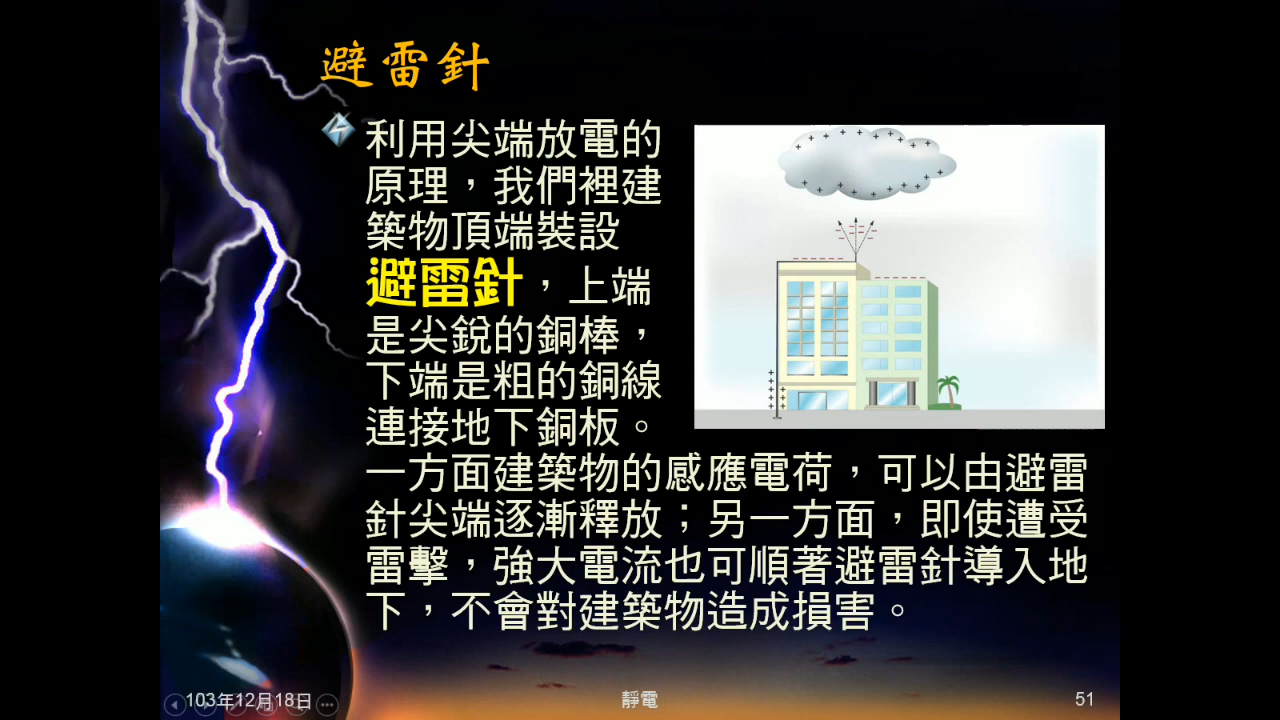 避雷針
利用尖端放電的
原理，我們裡建
築物頂端裝設
避雷針，上端
是尖銳的銅棒，
下端是粗的銅線
連接地下銅板。
一方面建築物的感應電荷，可以由避雷
針尖端逐漸釋放；另一方面，即使遭受
雷擊，強大電流也可順著避雷針導入地
下，不會對建築物造成損害。
103年12月18日
靜電
51